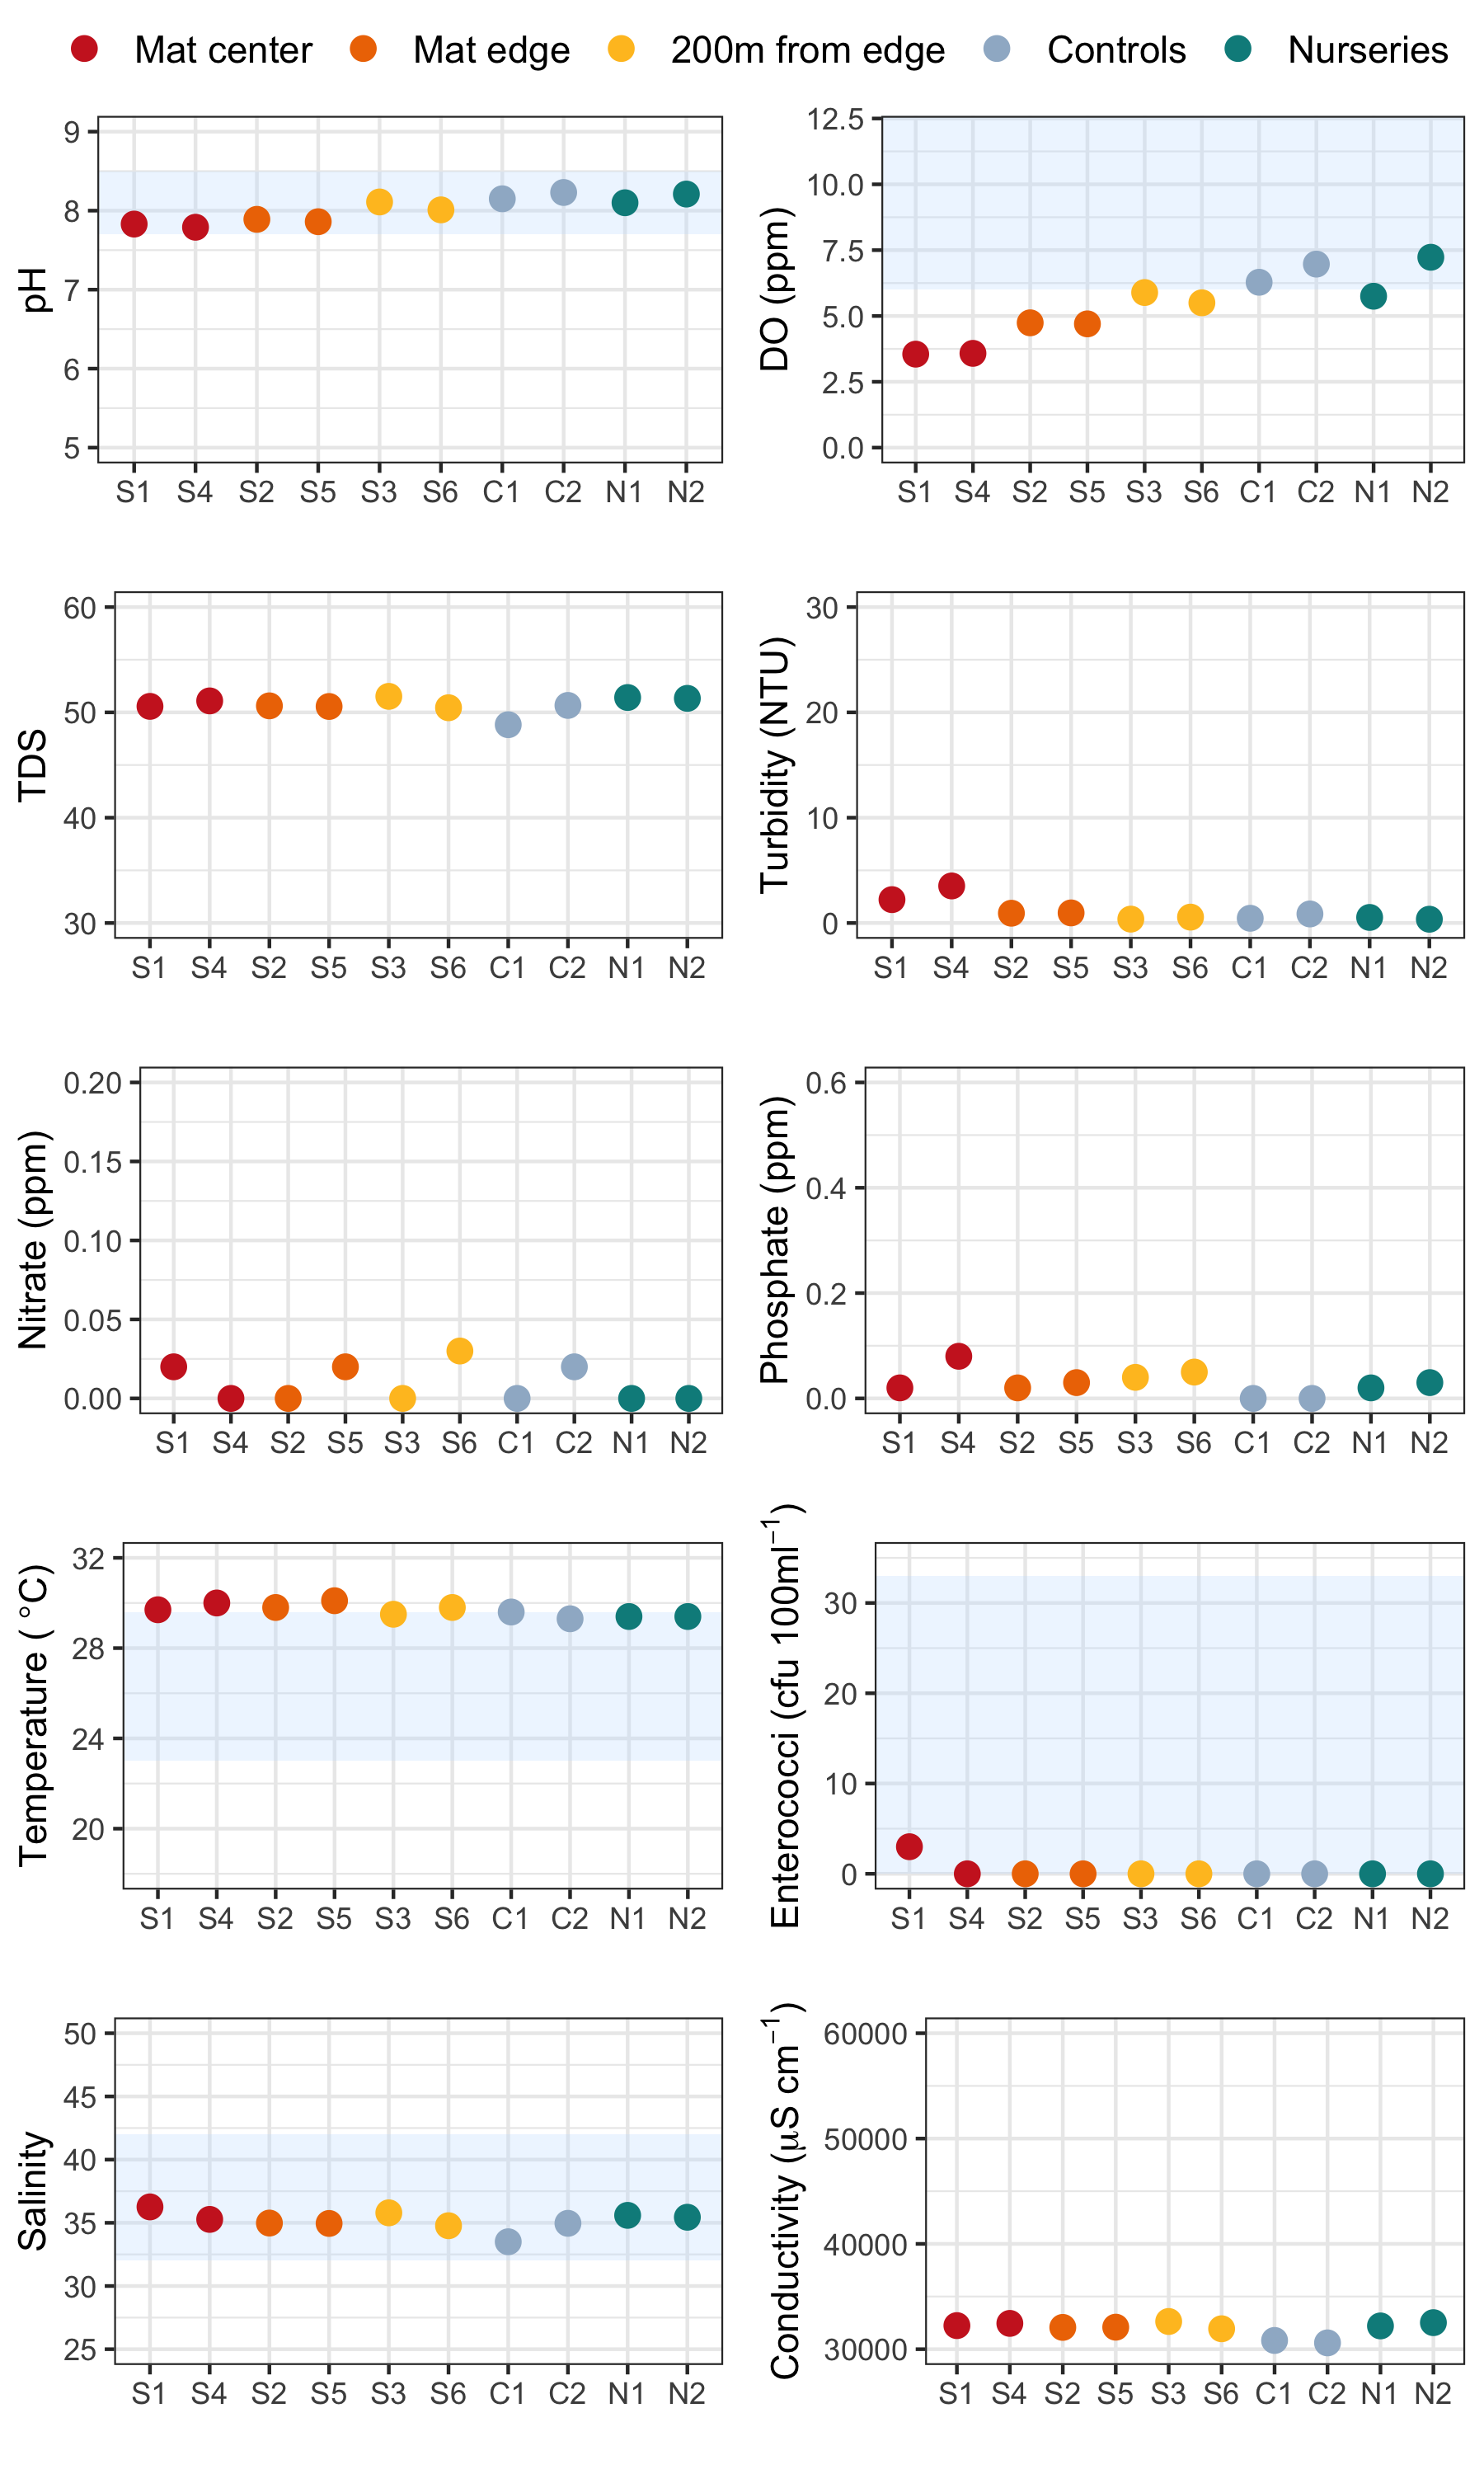 Mat center Mat edge 200m from edge Controls Nurseries
pH
9
8
7
6
5
S1 S4 S2 S5 S3 S6 C1 C2 N1 N2
DO (ppm)
12.5
10.0
7.5
5.0
2.5
0.0
S1 S4 S2 S5 S3 S6 C1 C2 N1 N2
TDS
60
50
40
30
S1 S4 S2 S5 S3 S6 C1 C2 N1 N2
Turbidity (NTU)
30
20
10
0
S1 S4 S2 S5 S3 S6 C1 C2 N1 N2
Nitrate (ppm)
0.20
0.15
0.10
0.05
0.00
S1 S4 S2 S5 S3 S6 C1 C2 N1 N2
Phosphate (ppm)
0.6
0.4
0.2
0.0
S1 S4 S2 S5 S3 S6 C1 C2 N1 N2
Temperature ( °C)
32
28
24
20
S1 S4 S2 S5 S3 S6 C1 C2 N1 N2
Enterococci (cfu 100ml⁻¹)
30
20
10
0
S1 S4 S2 S5 S3 S6 C1 C2 N1 N2
Salinity
50
45
40
35
30
25
S1 S4 S2 S5 S3 S6 C1 C2 N1 N2
Conductivity (μS cm⁻¹)
60000
50000
40000
30000
S1 S4 S2 S5 S3 S6 C1 C2 N1 N2